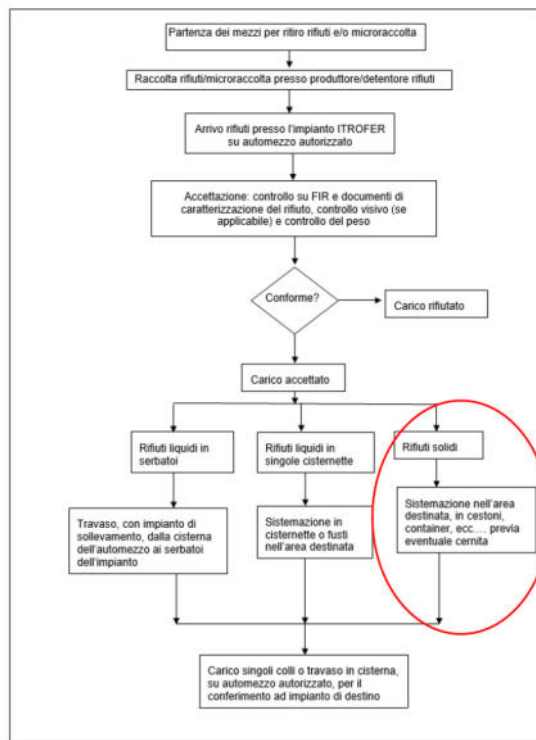 Partenza dei mezzi per ritiro rifiuti e/o microraccolta
Raccolta rifiuti/microraccolta presso produttore/detentore rifiuti
Arrivo rifiuti presso l'impianto ITROFER
su automezzo autorizzato
Accettazione: controllo su FIR e documenti di
caratterizzazione del rifiuto, controllo visivo (se
applicabile) e controllo del peso
Conforme?
Carico rifiutato
Carico accettato
Rifiuti liquidi in
serbatoi
Rifiuti liquidi in
singole cisternette
Rifiuti solidi
Travaso, con impianto di
sollevamento, dalla cisterna
dell'automezzo ai serbatoi
dell'impianto
Sistemazione in
cisternette o fusti
nell'area destinata
Sistemazione nell'area
destinata, in cestoni,
container, ecc.... previa
eventuale cernita
Carico singoli colli o travaso in cisterna,
su automezzo autorizzato, per il
conferimento ad impianto di destino